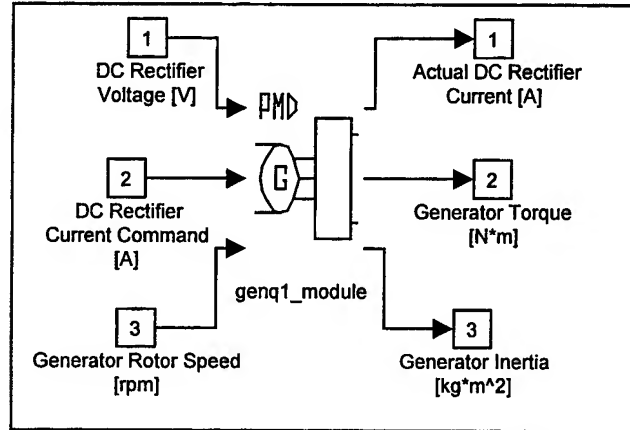 1
DC Rectifier
Voltage [V]
2
DC Rectifier
Current Command
[A]
3
Generator Rotor Speed
[rpm]
PMD
G
genq1_module
1
Actual DC Rectifier
Current [A]
2
Generator Torque
[N*m]
3
Generator Inertia
[kg*m^2]